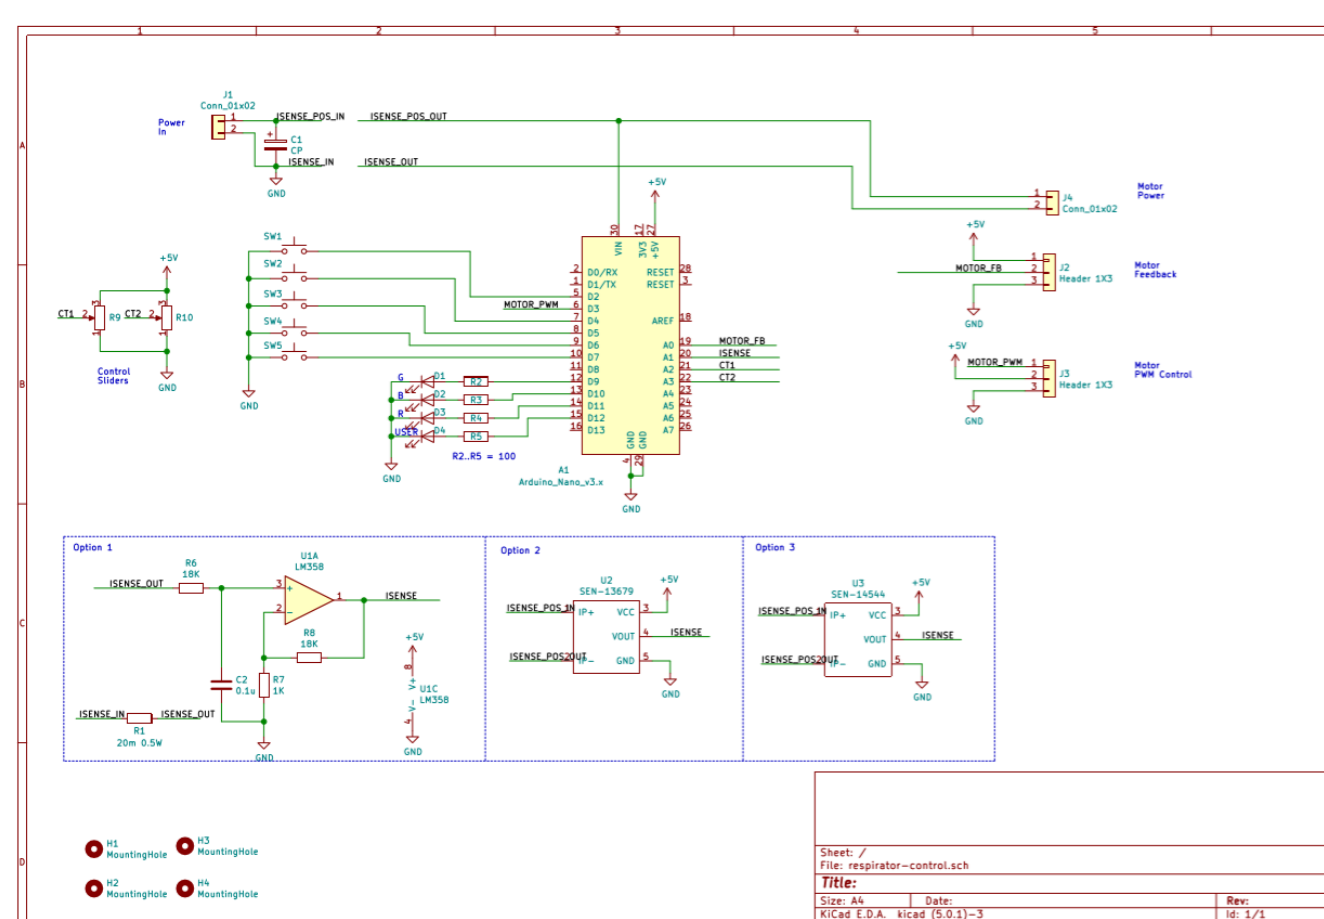 1 2 3 4 5
A
B
C
D
J1
Conn_01x02
Power
In
1
2
ISENSE_POS_IN
ISENSE_POS_OUT
+
C1
CP
ISENSE_IN
ISENSE_OUT
GND
+5V
J4
Conn_01x02
1
2
Motor
Power
+5V
MOTOR_FB
1
2
3
J2
Header 1X3
Motor
Feedback
GND
+5V
MOTOR_PWM
1
2
3
J3
Header 1X3
Motor
PWM Control
GND
+5V
CT1 2
3
1
R9
CT2 2
3
1
R10
Control
Sliders
GND
SW1
SW2
SW3
SW4
SW5
GND
MOTOR_PWM
30 17 27
VIN 3V3 +5V
2 D0/RX
1 D1/TX
5 D2
6 D3
7 D4
8 D5
9 D6
10 D7
11 D8
12 D9
13 D10
14 D11
15 D12
16 D13
RESET 28
RESET 3
AREF 18
A0 19 MOTOR_FB
A1 20 ISENSE
A2 21 CT1
A3 22 CT2
A4 23
A5 24
A6 25
A7 26
GND GND
4 29
A1
Arduino_Nano_v3.x
GND
G D1 R2
B D2 R3
R D3 R4
USER D4 R5
R2..R5 = 100
GND
Option 1
R6
18K
ISENSE_OUT
U1A
LM358
3 +
2 -
1
ISENSE
R8
18K
C2
0.1u
R7
1K
ISENSE_IN
ISENSE_OUT
R1
20m 0.5W
GND
+5V
8
V+
V-
4
U1C
LM358
GND
Option 2
U2
SEN-13679
ISENSE_POS_IN
1 IP+
ISENSE_POS_OUT
2 IP-
VCC 3
VOUT 4
GND 5
+5V
ISENSE
GND
Option 3
U3
SEN-14544
ISENSE_POS_IN
1 IP+
ISENSE_POS_OUT
2 IP-
VCC 3
VOUT 4
GND 5
+5V
ISENSE
GND
H1
MountingHole
H3
MountingHole
H2
MountingHole
H4
MountingHole
Sheet: /
File: respirator-control.sch
Title:
Size: A4 Date: Rev:
KiCad E.D.A. kicad (5.0.1)-3 Id: 1/1